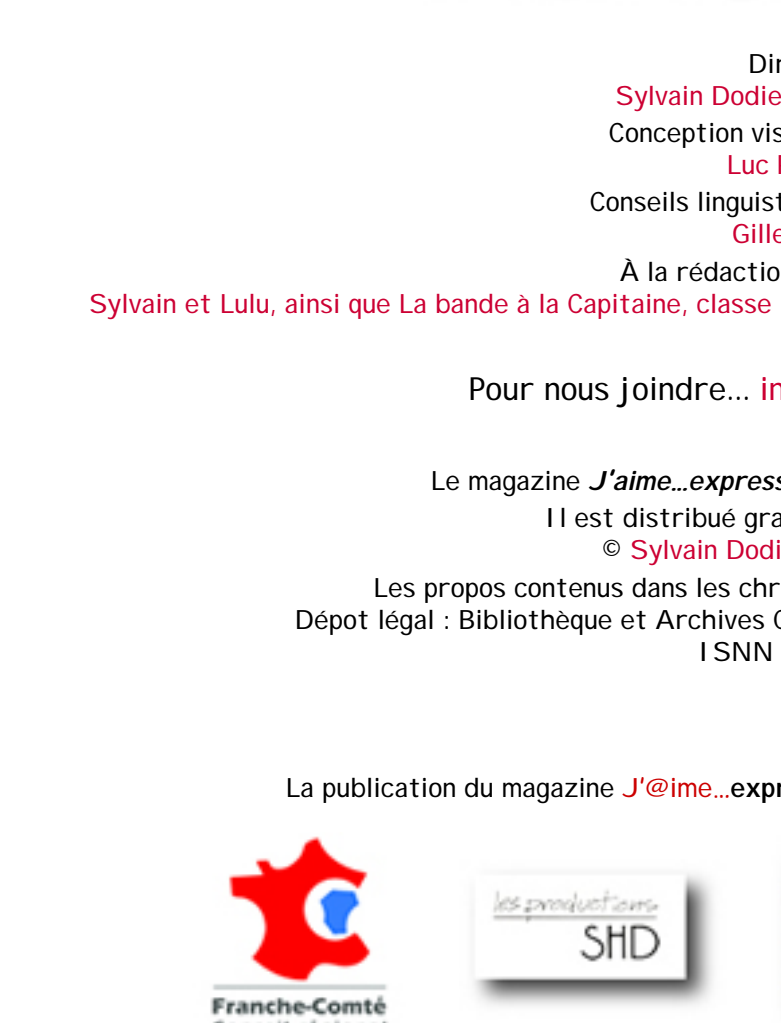 Dir
Sylvain Dodie
Conception vis
Luc
Conseils linguist
Gille
À la rédactio
Sylvain et Lulu, ainsi que La bande à la Capitaine, classe
Pour nous joindre... in
Le magazine J'aime...express
Il est distribué gra
© Sylvain Dodi
Les propos contenus dans les chr
Dépot légal : Bibliothèque et Archives
ISNN
La publication du magazine J'@ime...expr
les productions
SHD
Franche-Comté